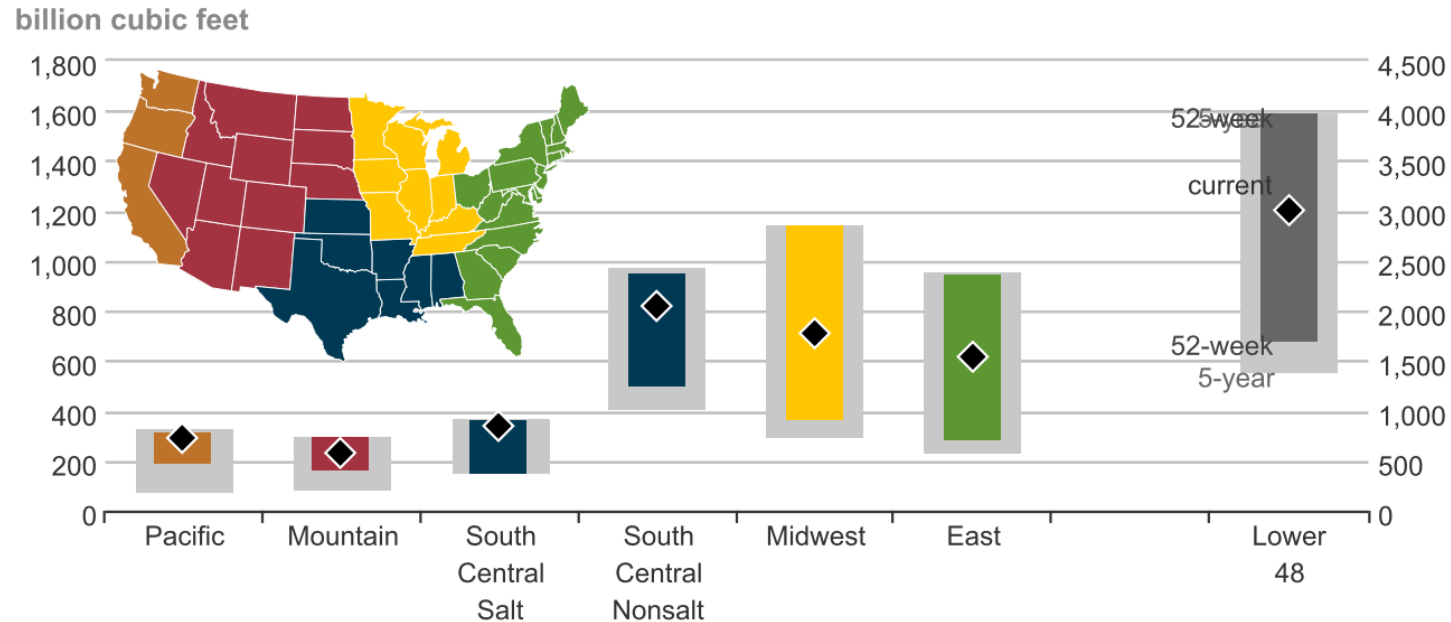 billion cubic feet
1,800
1,600
1,400
1,200
1,000
800
600
400
200
0
4,500
4,000
3,500
3,000
2,500
2,000
1,500
1,000
500
0
52-week
5-year
current
52-week
5-year
Pacific
Mountain
South
Central
Salt
South
Central
Nonsalt
Midwest
East
Lower
48